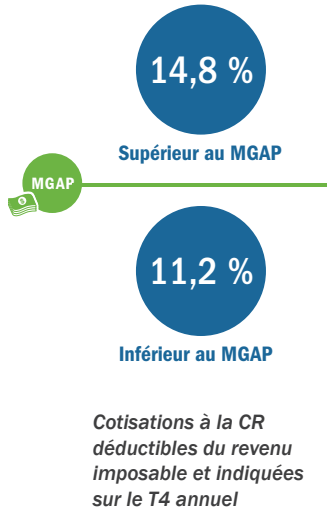 14,8 %
Supérieur au MGAP
MGAP
11,2 %
Inférieur au MGAP
Cotisations à la CR
déductibles du revenu
imposable et indiquées
sur le T4 annuel